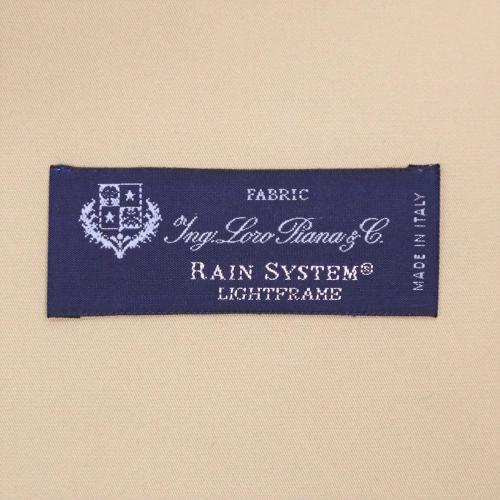 FABRIC
Ing. Loro Piana & C.
RAIN SYSTEM®
LIGHTFRAME
MADE IN ITALY